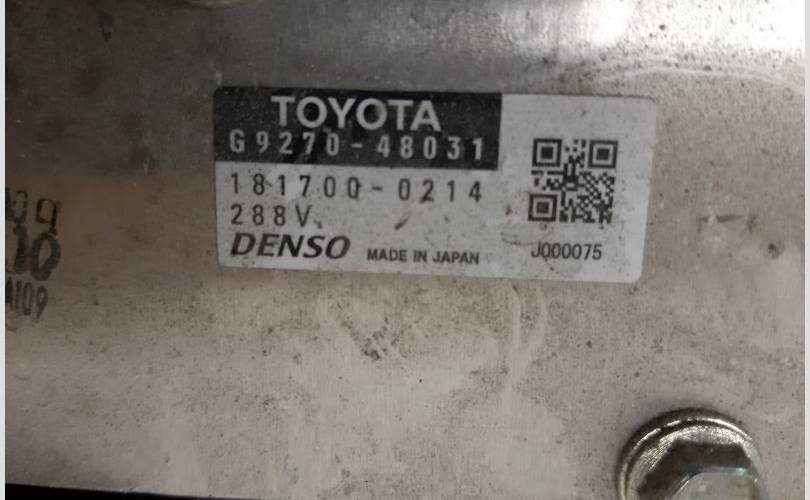 TOYOTA
G9270-48031
181700-0214
288V
DENSO MADE IN JAPAN
J000075